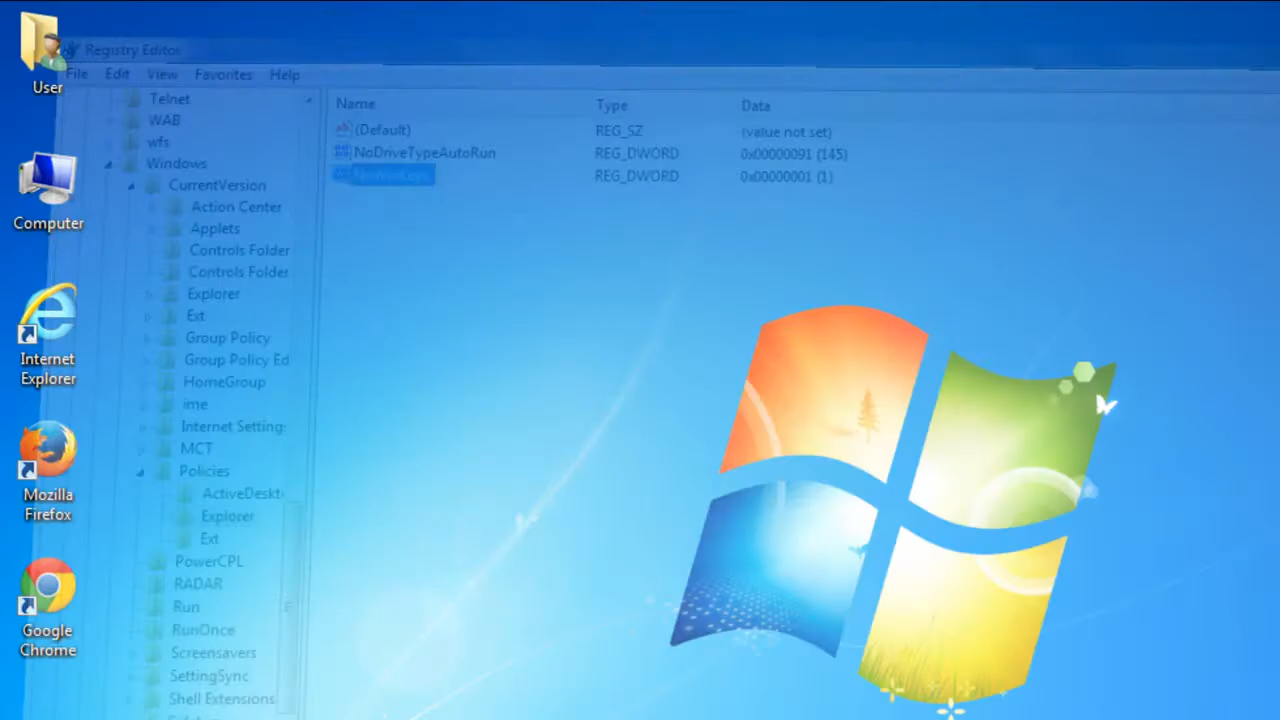 User
Computer
Internet
Explorer
Mozilla
Firefox
Google
Chrome
Registry Editor
File Edit View Favorites Help
Telnet
WAB
wfs
Windows
CurrentVersion
Action Center
Applets
Controls Folder
Controls Folder
Explorer
Ext
Group Policy
Group Policy Ed
HomeGroup
ime
Internet Setting
MCT
Policies
ActiveDeskt
Explorer
Ext
PowerCPL
RADAR
Run
RunOnce
Screensavers
SettingSync
Shell Extensions
Name Type Data
(Default) REG_SZ (value not set)
NoDriveTypeAutoRun REG_DWORD 0x00000091 (145)
REG_DWORD 0x00000001 (1)